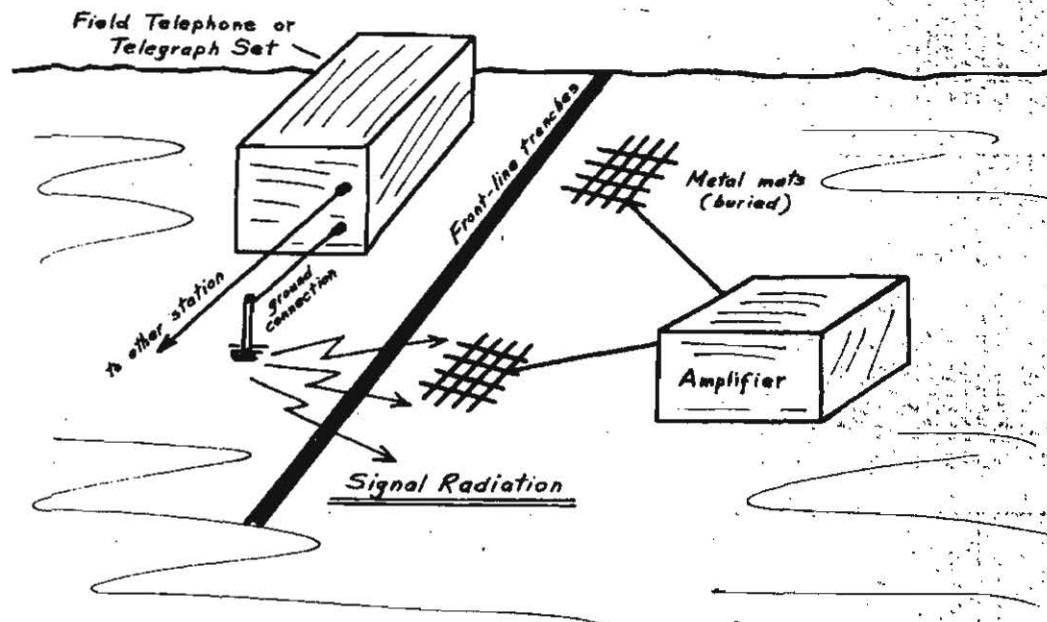 Field Telephone or
Telegraph Set
Front-line trenches
Metal mats
(buried)
to other station
ground
connection
Amplifier
Signal Radiation